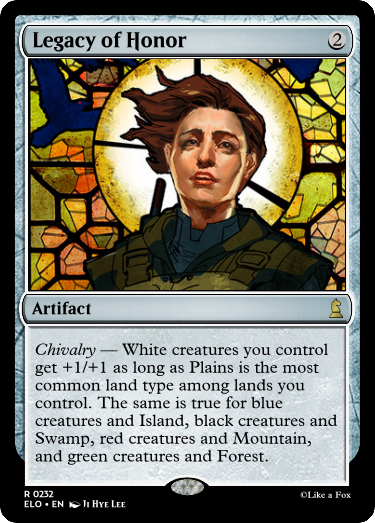 Legacy of Honor 2
Artifact
Chivalry — White creatures you control
get +1/+1 as long as Plains is the most
common land type among lands you
control. The same is true for blue
creatures and Island, black creatures and
Swamp, red creatures and Mountain,
and green creatures and Forest.
R 0232
ELO • EN Ji Hye Lee
©Like a Fox